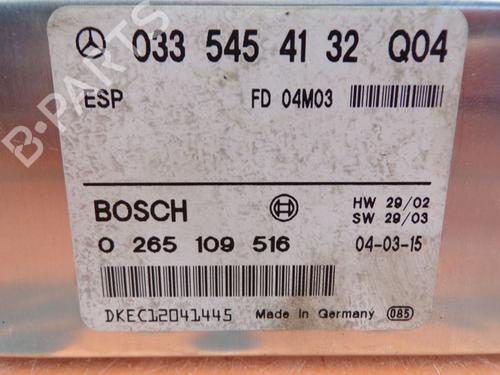 033 545 41 32 Q04
ESP FD 04M03
BOSCH HW 29/02
SW 29/03
0 265 109 516 04-03-15
DKEC12041445 Made In Germany 085
B-PARTS